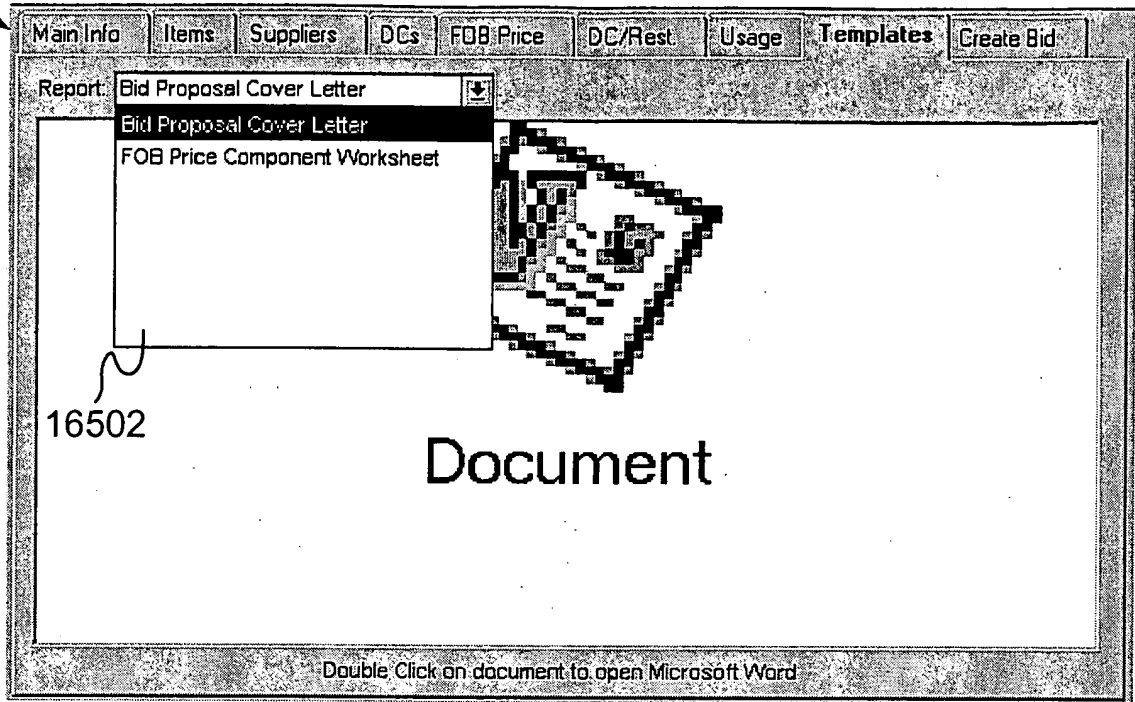 Main Info Items Suppliers DCs FOB Price DC/Rest. Usage Templates Create Bid
Report: Bid Proposal Cover Letter
Bid Proposal Cover Letter
FOB Price Component Worksheet
16502
Document
Double Click on document to open Microsoft Word